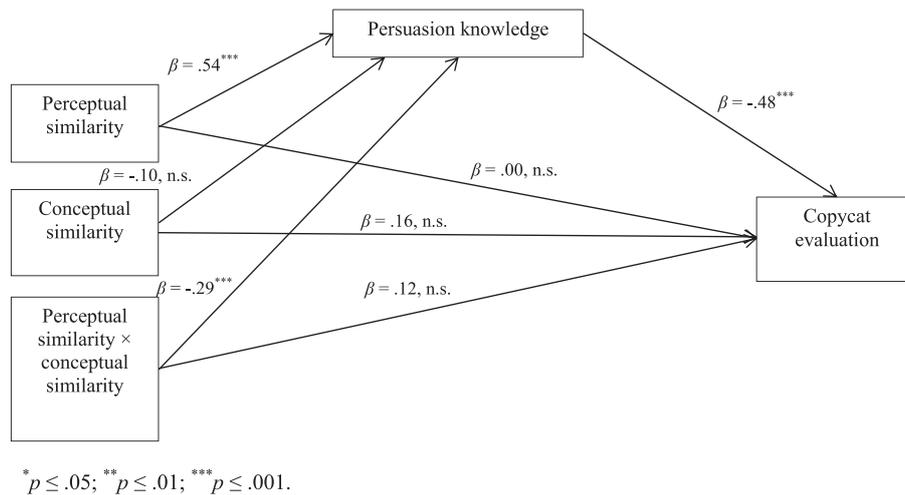 Persuasion knowledge
β = .54***
Perceptual
similarity
β = -.48***
β = -.10, n.s.
β = .00, n.s.
Conceptual
similarity
β = .16, n.s.
Copycat
evaluation
β = -.29***
β = .12, n.s.
Perceptual
similarity ×
conceptual
similarity
*p ≤ .05; **p ≤ .01; ***p ≤ .001.